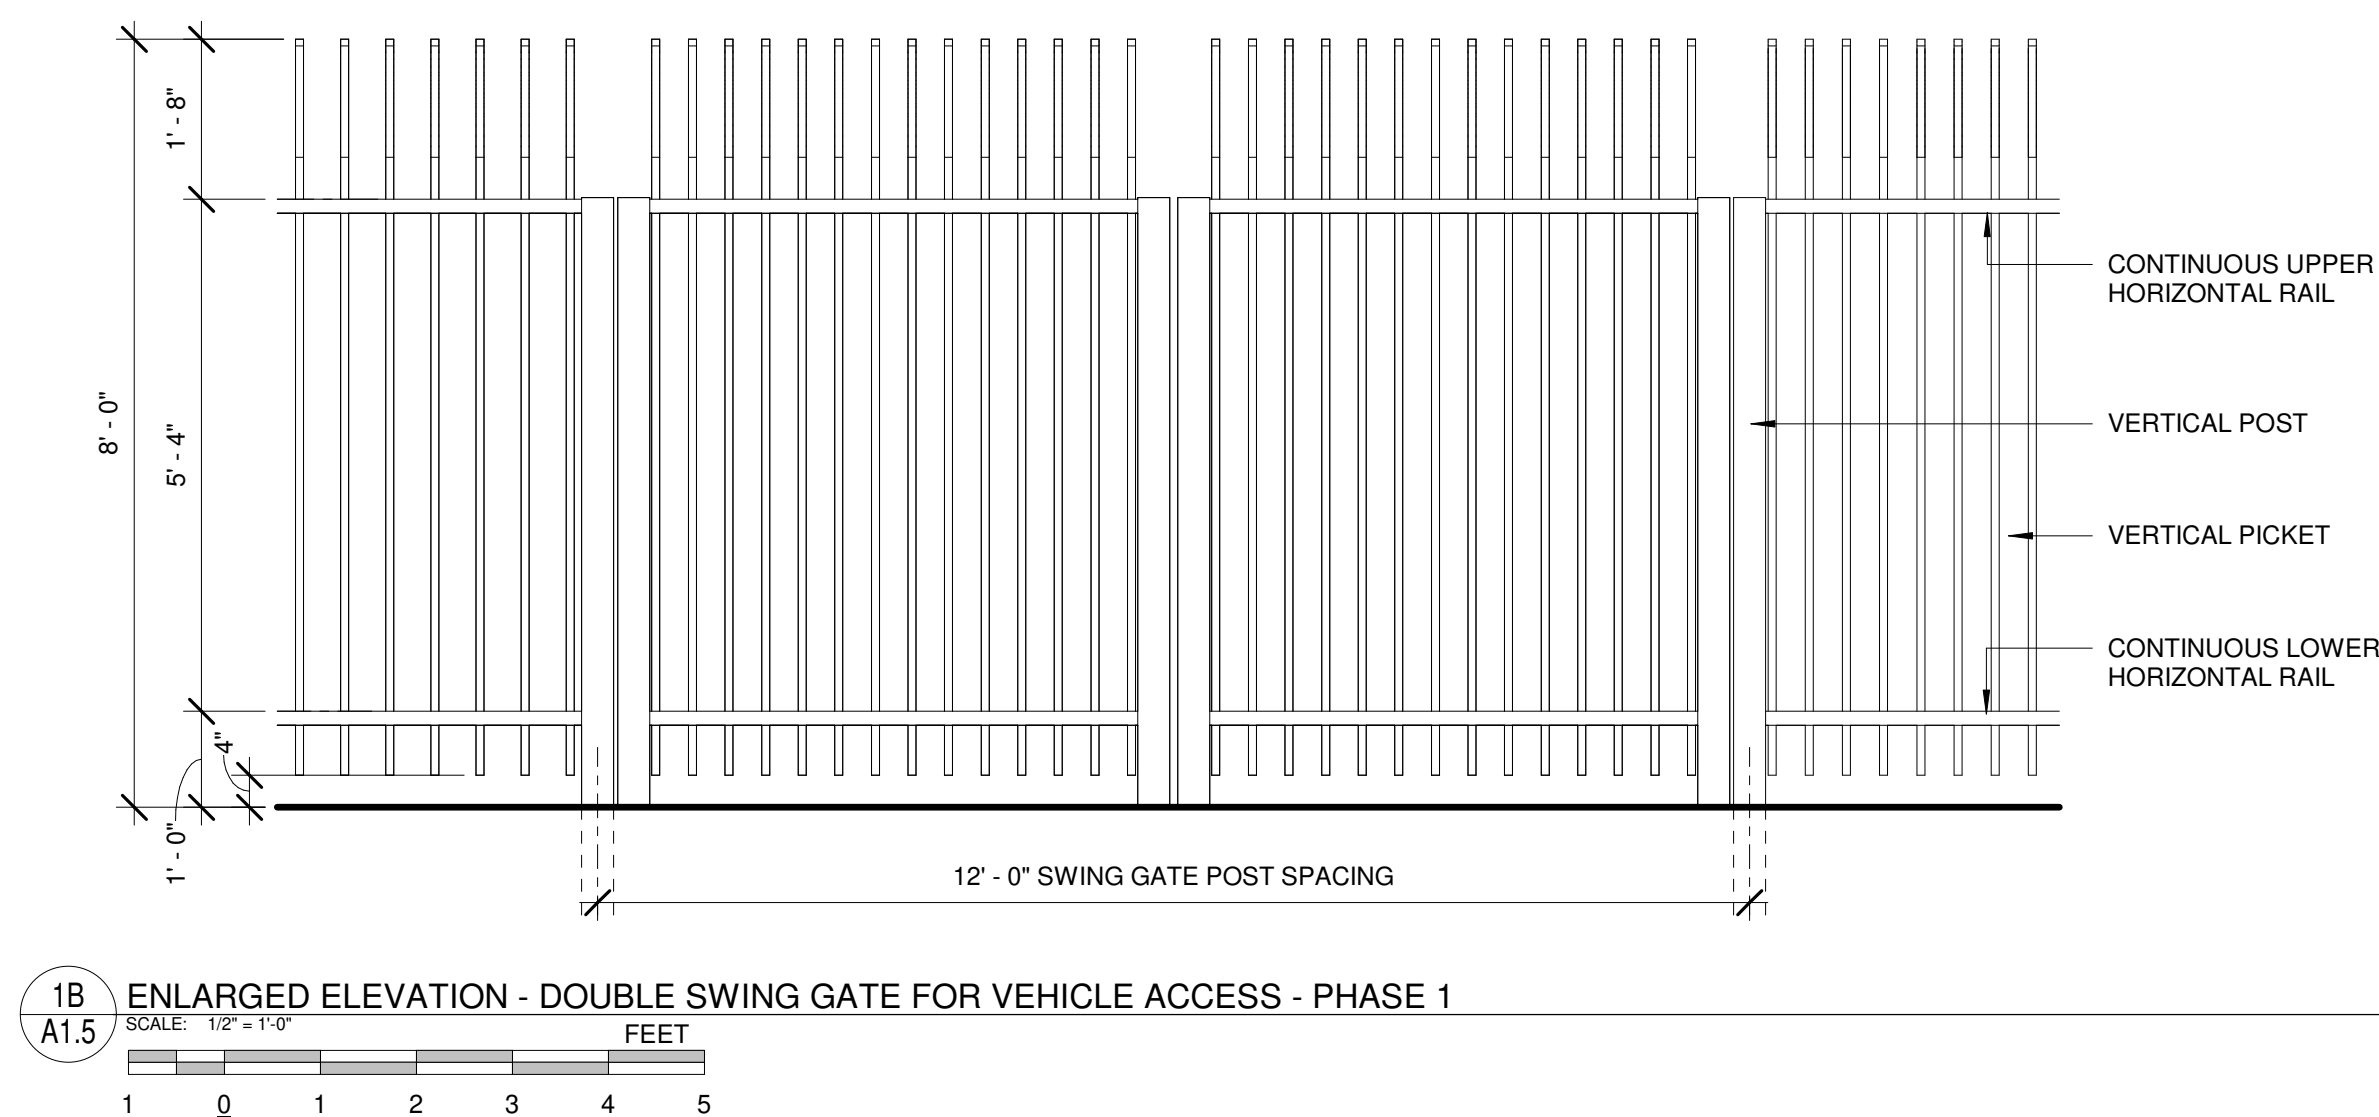 1' - 8"
8' - 0"
5' - 4"
4"
1' - 0"
CONTINUOUS UPPER
HORIZONTAL RAIL
VERTICAL POST
VERTICAL PICKET
CONTINUOUS LOWER
HORIZONTAL RAIL
12' - 0" SWING GATE POST SPACING
1B
A1.5
ENLARGED ELEVATION - DOUBLE SWING GATE FOR VEHICLE ACCESS - PHASE 1
SCALE: 1/2" = 1'-0"
FEET
1 0 1 2 3 4 5